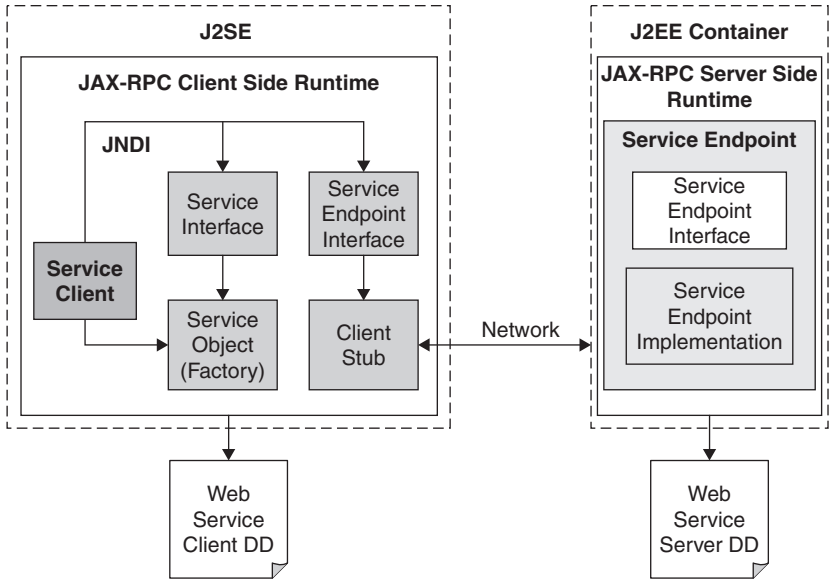 J2SE
JAX-RPC Client Side Runtime
JNDI
Service
Interface
Service
Endpoint
Interface
Service
Client
Service
Object
(Factory)
Client
Stub
Network
Web
Service
Client DD
J2EE Container
JAX-RPC Server Side
Runtime
Service Endpoint
Service
Endpoint
Interface
Service
Endpoint
Implementation
Web
Service
Server DD